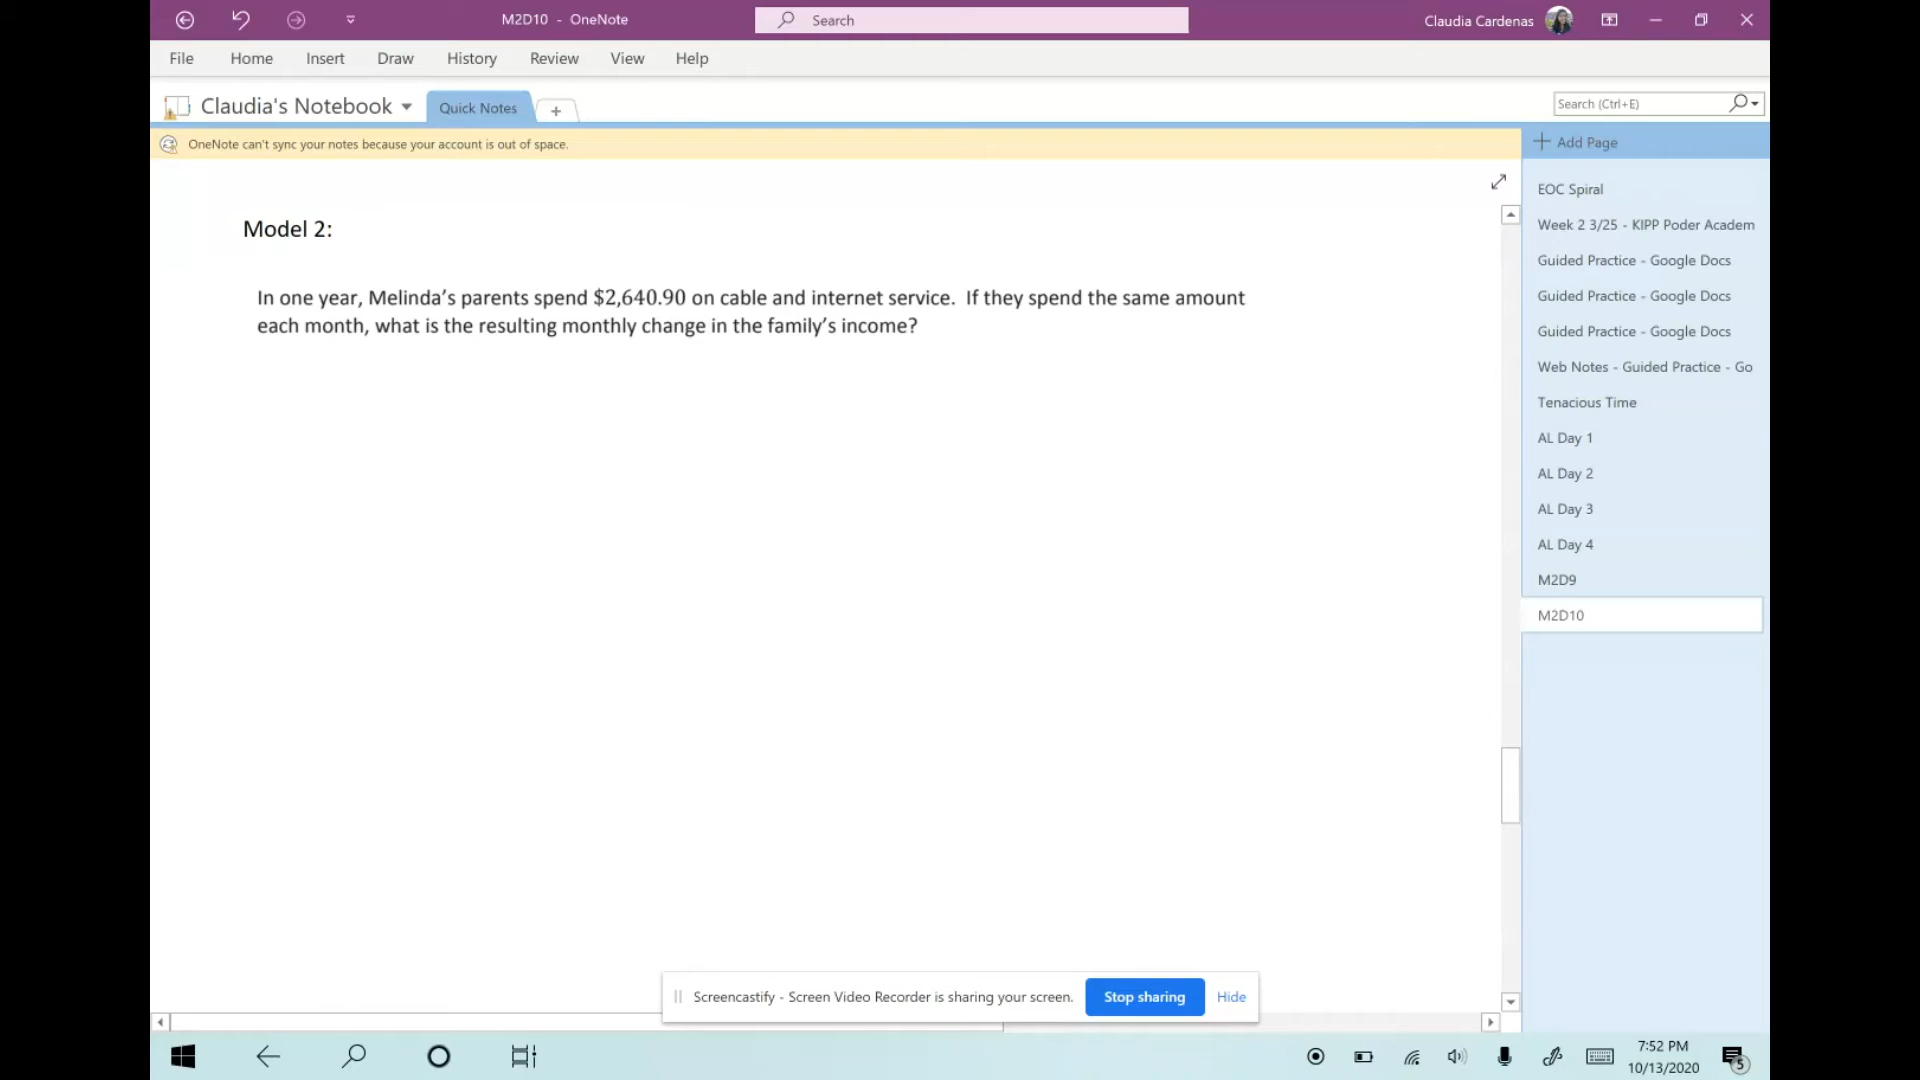 M2D10 - OneNote
Search
Claudia Cardenas
File Home Insert Draw History Review View Help
Claudia's Notebook
Quick Notes
+
Search (Ctrl+E)
OneNote can't sync your notes because your account is out of space.
Add Page
Model 2:
In one year, Melinda’s parents spend $2,640.90 on cable and internet service.  If they spend the same amount
each month, what is the resulting monthly change in the family’s income?
EOC Spiral
Week 2 3/25 - KIPP Poder Academ
Guided Practice - Google Docs
Guided Practice - Google Docs
Guided Practice - Google Docs
Web Notes - Guided Practice - Go
Tenacious Time
AL Day 1
AL Day 2
AL Day 3
AL Day 4
M2D9
M2D10
Screencastify - Screen Video Recorder is sharing your screen.
Stop sharing
Hide
7:52 PM
10/13/2020
5